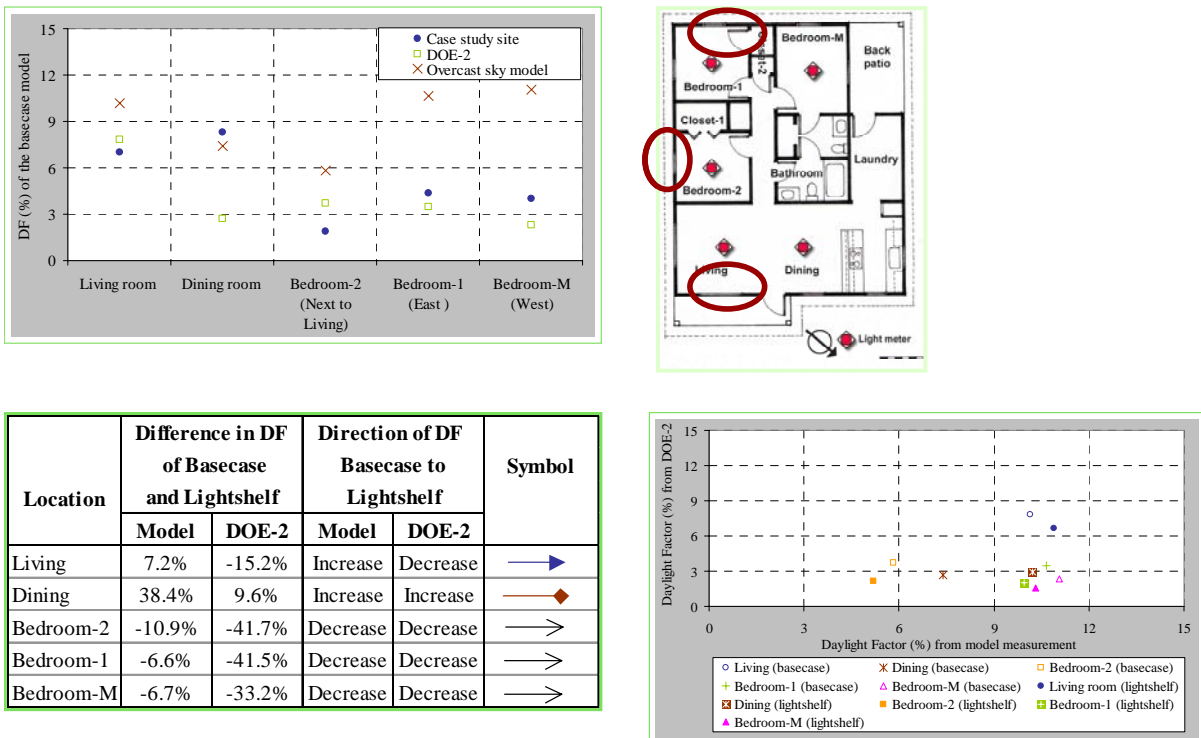 15
12
9
6
3
0
DF (%) of the basecase model
Case study site
DOE-2
Overcast sky model
Living room
Dining room
Bedroom-2
(Next to
Living)
Bedroom-1
(East )
Bedroom-M
(West)
Bedroom-M
Back
patio
Bedroom-1
Closet-1
Laundry
Bathroom
Bedroom-2
Living
Dining
Light meter
Location
Difference in DF
of Basecase
and Lightshelf
Direction of DF
Basecase to
Lightshelf
Symbol
Model DOE-2 Model DOE-2
Living 7.2% -15.2% Increase Decrease
Dining 38.4% 9.6% Increase Increase
Bedroom-2 -10.9% -41.7% Decrease Decrease
Bedroom-1 -6.6% -41.5% Decrease Decrease
Bedroom-M -6.7% -33.2% Decrease Decrease
Daylight Factor (%) from DOE-2
15
12
9
6
3
0
0 3 6 9 12 15
Daylight Factor (%) from model measurement
Living (basecase) Dining (basecase) Bedroom-2 (basecase)
Bedroom-1 (basecase) Bedroom-M (basecase) Living room (lightshelf)
Dining (lightshelf) Bedroom-2 (lightshelf) Bedroom-1 (lightshelf)
Bedroom-M (lightshelf)